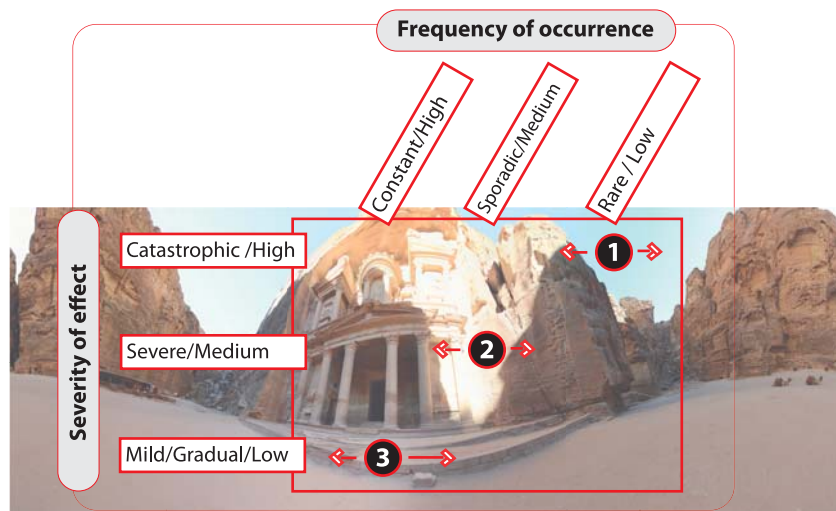 Frequency of occurrence
Constant/High
Sporadic/Medium
Rare / Low
Severity of effect
Catastrophic /High
1
Severe/Medium
2
Mild/Gradual/Low
3